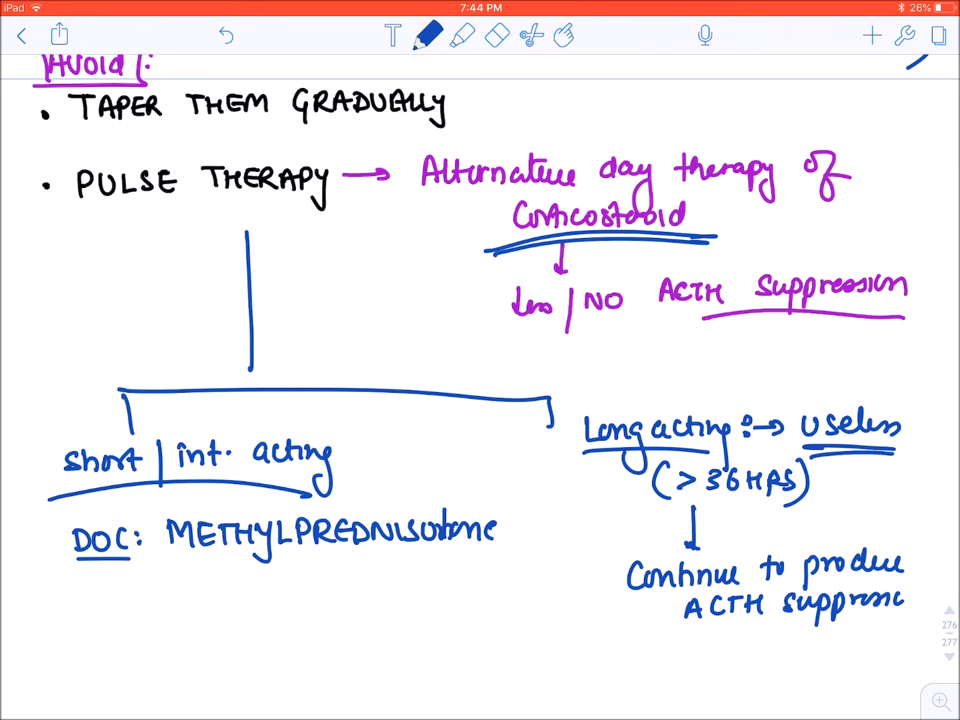 iPad
7:44 PM
26%
Avoid :
• TAPER THEM GRADUALLY
• PULSE THERAPY → Alternature day therapy of
Corticosteroid
↓
Less / NO ACTH Suppression
Short / int. acting
DOC: METHYLPREDNISOLONE
Long acting :→ Useless
(> 36 HRS)
↓
Continue to produce
ACTH suppressio
T
276
277